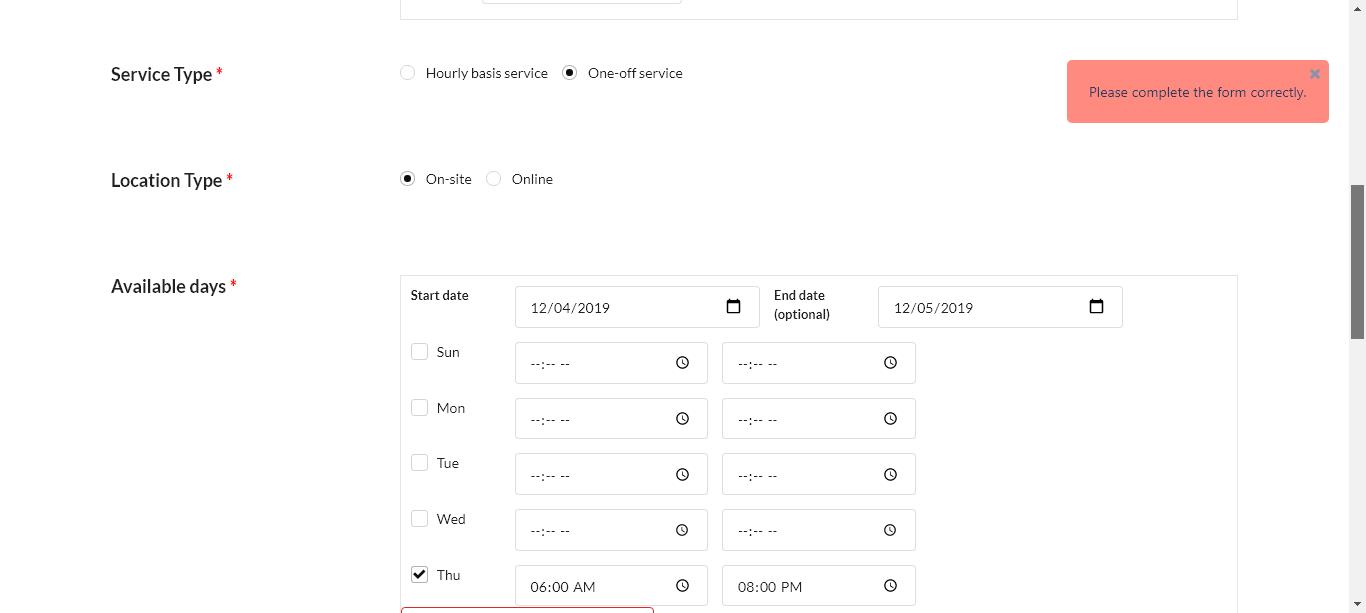 Service Type *
Hourly basis service
One-off service
Please complete the form correctly.
Location Type *
On-site
Online
Available days *
Start date
12/04/2019
End date
(optional)
12/05/2019
Sun
--:-- --
--:-- --
Mon
--:-- --
--:-- --
Tue
--:-- --
--:-- --
Wed
--:-- --
--:-- --
Thu
06:00 AM
08:00 PM